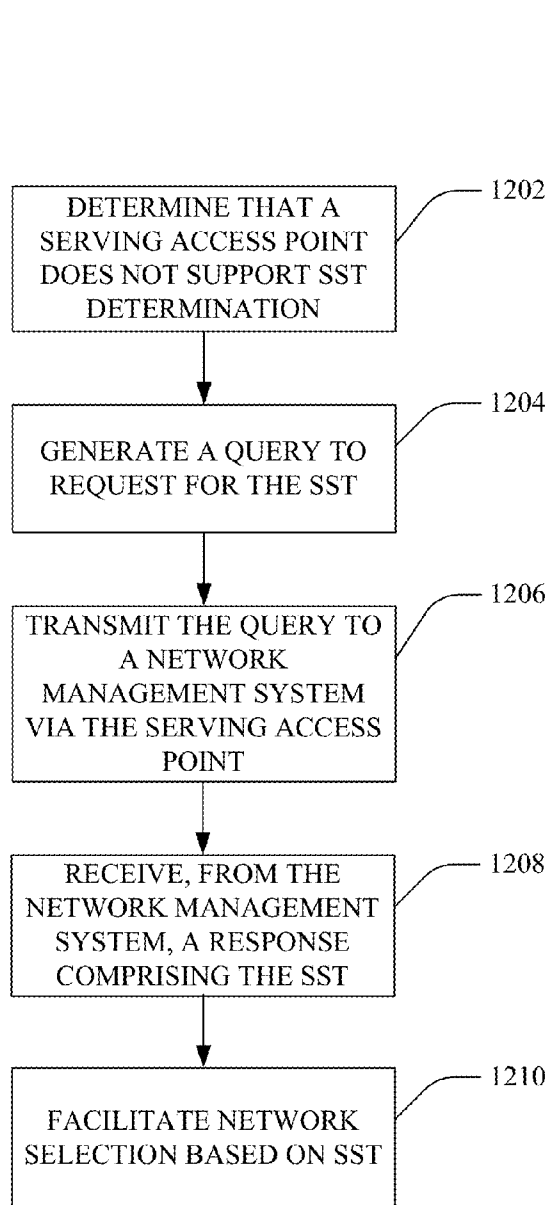 1202
DETERMINE THAT A
SERVING ACCESS POINT
DOES NOT SUPPORT SST
DETERMINATION
1204
GENERATE A QUERY TO
REQUEST FOR THE SST
1206
TRANSMIT THE QUERY TO
A NETWORK
MANAGEMENT SYSTEM
VIA THE SERVING ACCESS
POINT
1208
RECEIVE, FROM THE
NETWORK MANAGEMENT
SYSTEM, A RESPONSE
COMPRISING THE SST
1210
FACILITATE NETWORK
SELECTION BASED ON SST